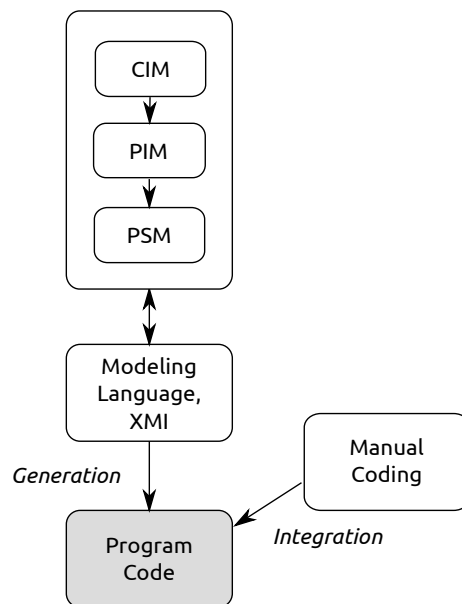 CIM
PIM
PSM
Modeling
Language,
XMI
Generation
Manual
Coding
Integration
Program
Code